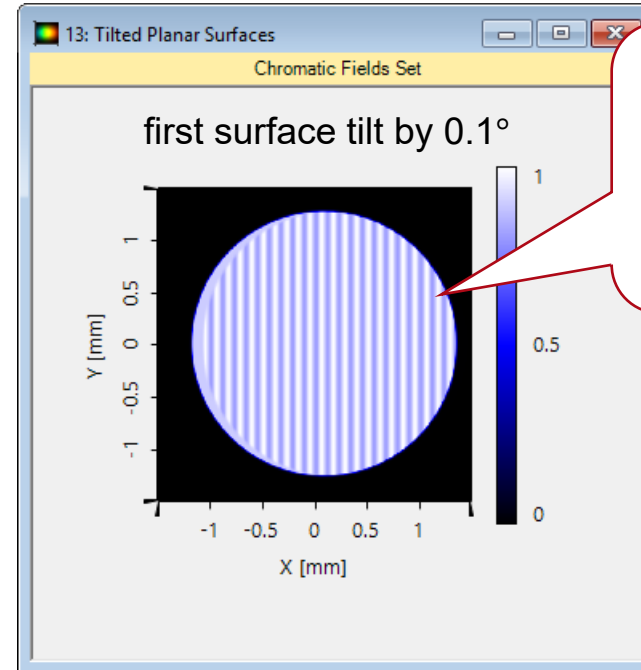 13: Tilted Planar Surfaces
Chromatic Fields Set
first surface tilt by 0.1°
1
0.5
0
Y [mm]
1
0.5
0
-0.5
-1
-1 -0.5 0 0.5 1
X [mm]